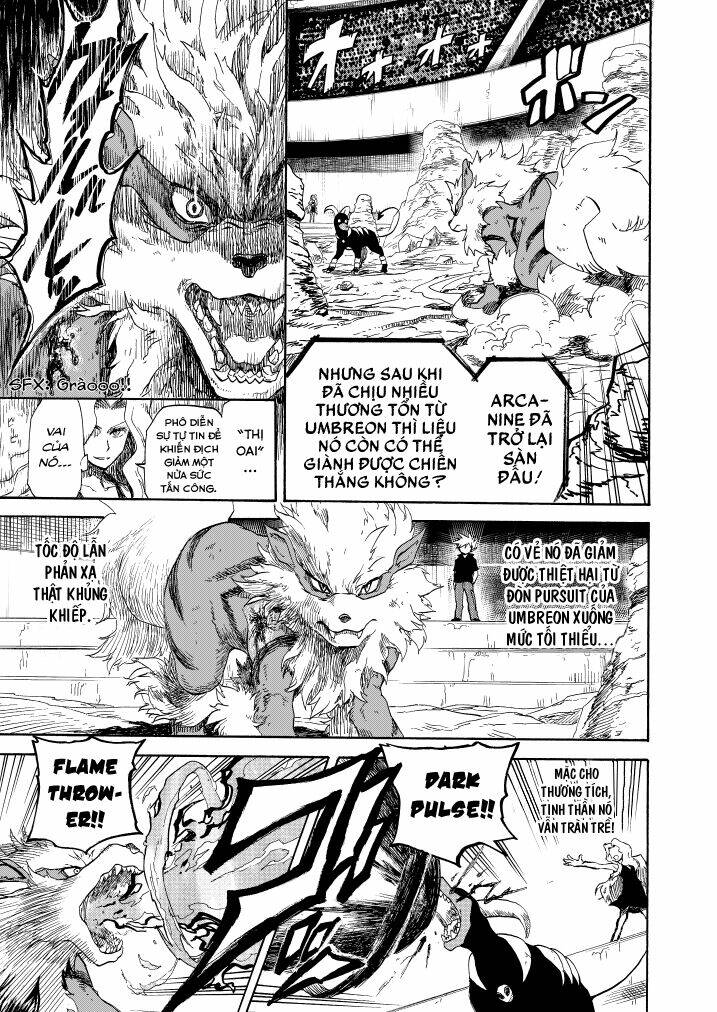 オオオオ
ボーン
ARCA-
NINE ĐÃ
TRỞ LẠI
SÀN
ĐẤU!
NHƯNG SAU KHI
ĐÃ CHỊU NHIỀU
THƯƠNG TỔN TỪ
UMBREON THÌ LIỆU
NÓ CÒN CÓ THỂ
GIÀNH ĐƯỢC CHIẾN
THẮNG KHÔNG?
SFX: Gràooo!!
"THỊ
OAI"
...
PHÔ DIỄN
SỰ TỰ TIN ĐỂ
KHIẾN ĐỊCH
GIẢM MỘT
NỬA SỨC
TẤN CÔNG.
VAI
CỦA
NÓ...
CÓ VẺ NÓ ĐÃ GIẢM
ĐƯỢC THIỆT HẠI TỪ
ĐÒN PURSUIT CỦA
UMBREON XUỐNG
MỨC TỐI THIỂU...
TỐC ĐỘ LẪN
PHẢN XẠ
THẬT KHỦNG
KHIẾP.
MẶC CHO
THƯƠNG TÍCH,
TINH THẦN NÓ
VẪN TRÀN TRỀ!
DARK
PULSE!!
FLAME
THROW-
ER!!